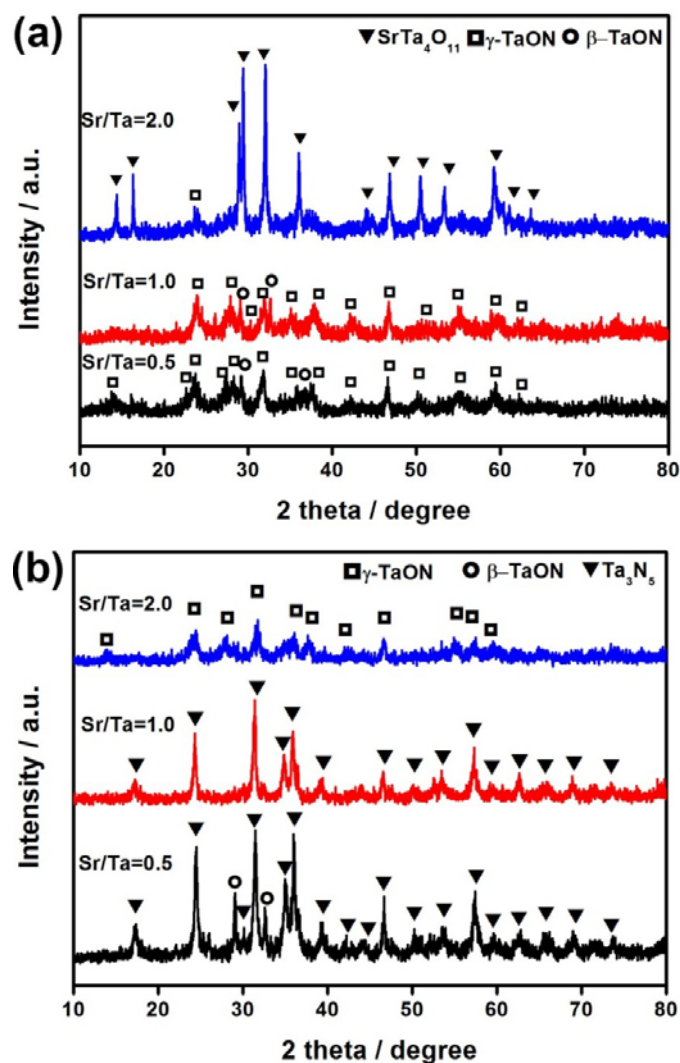 (a)
▼SrTa₄O₁₁ γ-TaON β–TaON
Sr/Ta=2.0
Sr/Ta=1.0
Sr/Ta=0.5
Intensity / a.u.
10 20 30 40 50 60 70 80
2 theta / degree
(b)
γ-TaON β–TaON ▼Ta₃N₅
Sr/Ta=2.0
Sr/Ta=1.0
Sr/Ta=0.5
Intensity / a.u.
10 20 30 40 50 60 70 80
2 theta / degree